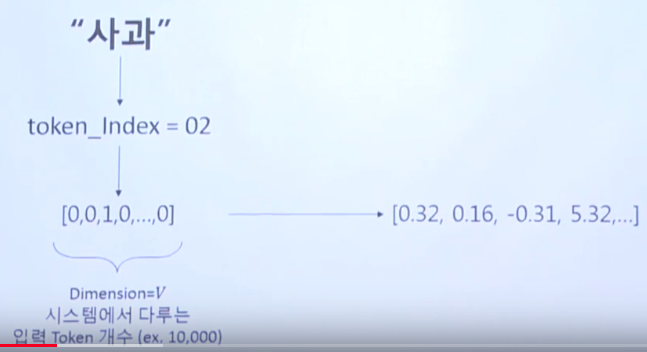 "사과"
token_Index = 02
[0,0,1,0,...,0]
[0.32, 0.16, -0.31, 5.32,...]
Dimension=V
시스템에서 다루는
입력 Token 개수 (ex. 10,000)